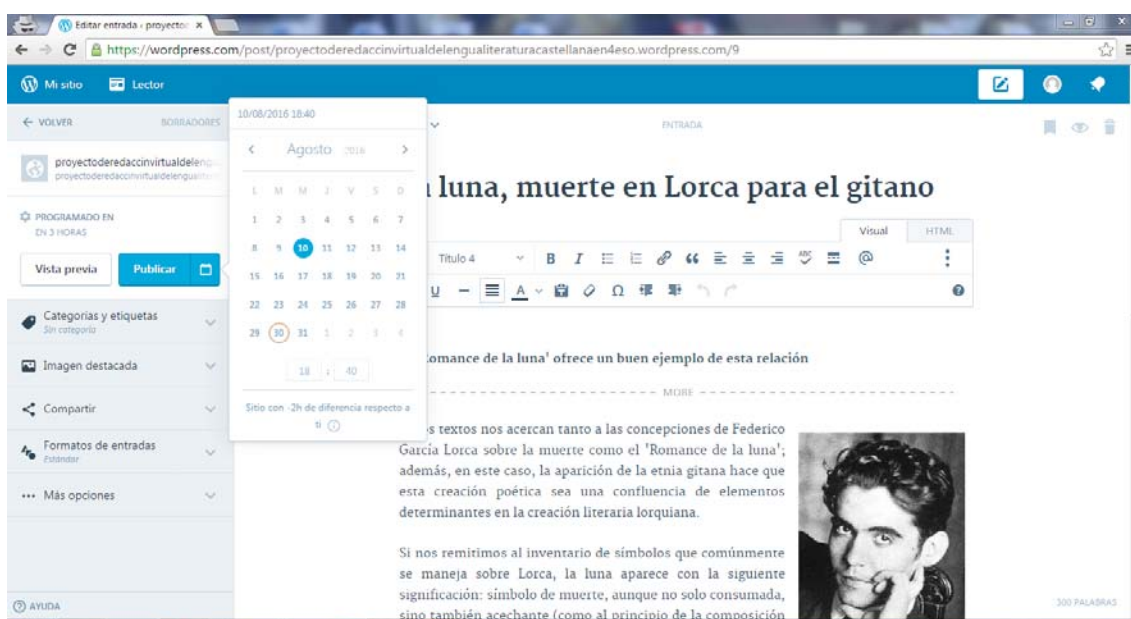 Editar entrada ‹ proyectoc
https://wordpress.com/post/proyectoderedaccinvirtualdelengualiteraturacastellanaen4eso.wordpress.com/9
Mi sitio Lector
VOLVER BORRADORES
10/08/2016 18:40
ENTRADA
proyectoderedaccinvirtualdeleng
proyectoderedaccinvirtualdelengualite
PROGRAMADO EN
EN 3 HORAS
Vista previa Publicar
Categorías y etiquetas
Sin categoría
Imagen destacada
Compartir
Formatos de entradas
Estándar
Más opciones
AYUDA
Agosto 2016
L M M J V S D
1 2 3 4 5 6 7
8 9 10 11 12 13 14
15 16 17 18 19 20 21
22 23 24 25 26 27 28
29 30 31 1 2 3 4
18 : 40
Sitio con -2h de diferencia respecto a
ti
luna, muerte en Lorca para el gitano
Visual HTML
Título 4 B I ABC
U A Ω
omance de la luna' ofrece un buen ejemplo de esta relación
MORE
s textos nos acercan tanto a las concepciones de Federico
García Lorca sobre la muerte como el 'Romance de la luna';
además, en este caso, la aparición de la etnia gitana hace que
esta creación poética sea una confluencia de elementos
determinantes en la creación literaria lorquiana.
Si nos remitimos al inventario de símbolos que comúnmente
se maneja sobre Lorca, la luna aparece con la siguiente
significación: símbolo de muerte, aunque no solo consumada,
sino también acechante (como al principio de la composición
300 PALABRAS